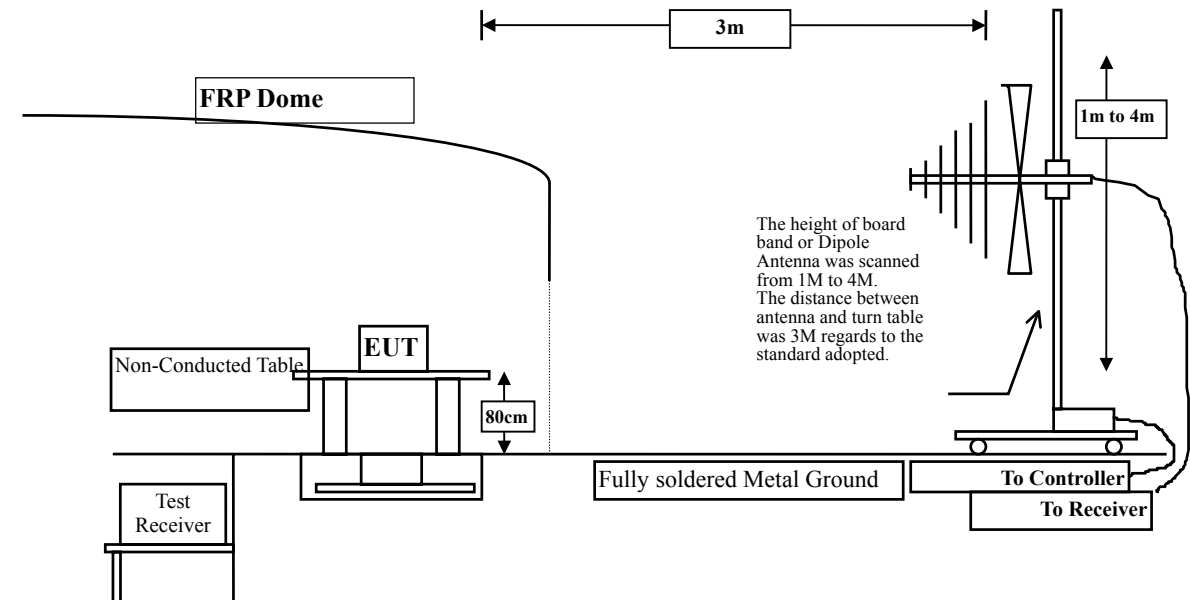 3m
FRP Dome
1m to 4m
The height of board
band or Dipole
Antenna was scanned
from 1M to 4M.
The distance between
antenna and turn table
was 3M regards to the
standard adopted.
EUT
Non-Conducted Table
80cm
Fully soldered Metal Ground
To Controller
To Receiver
Test
Receiver